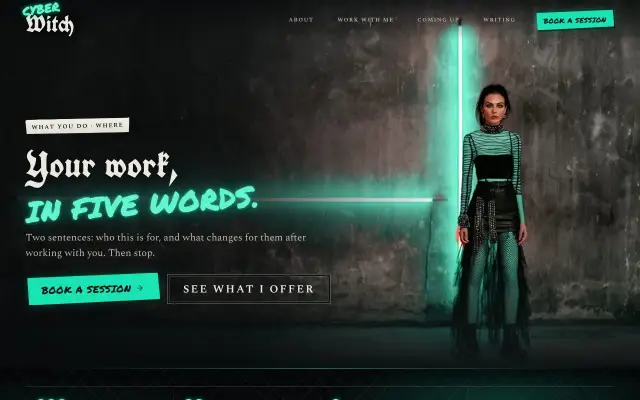 CYBER
Witch
ABOUT
WORK WITH ME
COMING UP
WRITING
BOOK A SESSION
WHAT YOU DO · WHERE
Your work,
IN FIVE WORDS.
Two sentences: who this is for, and what changes for them after
working with you. Then stop.
BOOK A SESSION →
SEE WHAT I OFFER